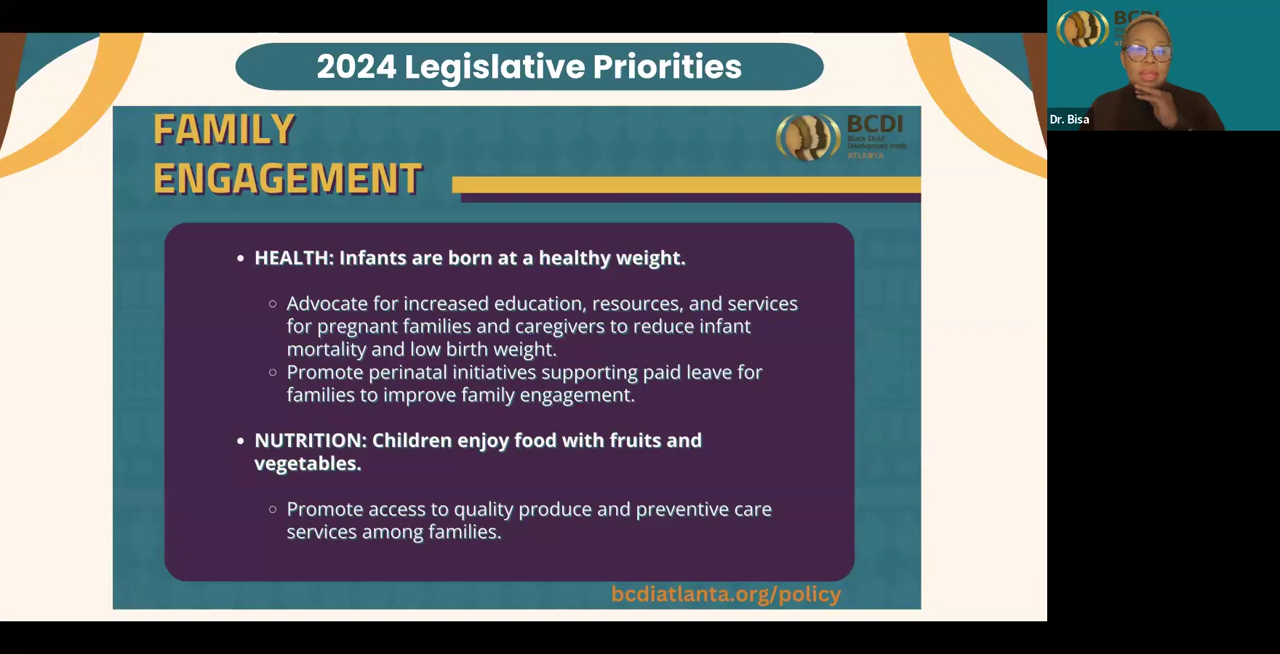 2024 Legislative Priorities
FAMILY
ENGAGEMENT
BCDI
Black Child
Development Inst.
ATLANTA
• HEALTH: Infants are born at a healthy weight.
○ Advocate for increased education, resources, and services
for pregnant families and caregivers to reduce infant
mortality and low birth weight.
○ Promote perinatal initiatives supporting paid leave for
families to improve family engagement.
• NUTRITION: Children enjoy food with fruits and
vegetables.
○ Promote access to quality produce and preventive care
services among families.
bcdiatlanta.org/policy
BCDI
Dr. Bisa